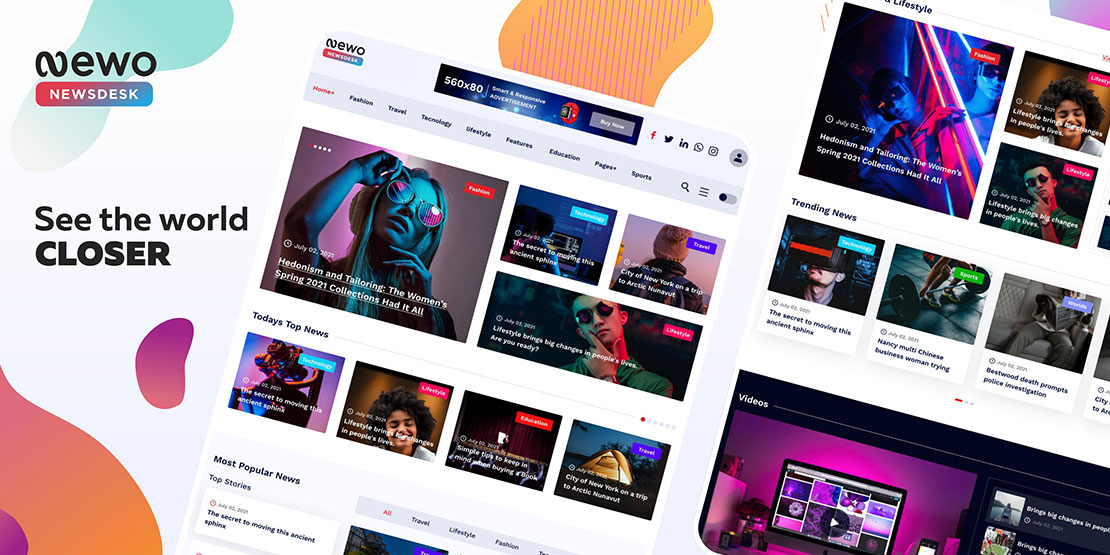 newo
NEWSDESK
See the world
CLOSER
newo
NEWSDESK
560x80
Smart & Responsive
ADVERTISEMENT
Buy Now
Home+
Fashion
Travel
Tecnology
lifestyle
Features
Education
Pages+
Sports
Fashion
July 02, 2021
Hedonism and Tailoring: The Women's
Spring 2021 Collections Had It All
Technology
July 02, 2021
The secret to moving this
ancient sphinx
Travel
July 02, 2021
City of New York on a trip
to Arctic Nunavut
Lifestyle
July 02, 2021
Lifestyle brings big changes in people's lives.
Are you ready?
Todays Top News
Technology
July 02, 2021
The secret to moving this
ancient sphinx
Lifestyle
July 02, 2021
Lifestyle brings big changes
in people's lives.
Education
July 02, 2021
Simple tips to keep in
mind when buying a book
Travel
July 02, 2021
City of New York on a trip
to Arctic Nunavut
Most Popular News
Top Stories
July 02, 2021
The secret to moving this ancient
sphinx
All
Travel
Lifestyle
Fashion
Travel
& Lifestyle
Fashion
July 02, 2021
Hedonism and Tailoring: The Women's
Spring 2021 Collections Had It All
July 02, 2021
Lifestyle brings big changes
in people's lives.
Lifestyle
July 02, 2021
Lifestyle brings big changes
in people's lives.
Trending News
Technology
July 02, 2021
The secret to moving this
ancient sphinx
Sports
July 02, 2021
Nancy multi Chinese
business woman trying
Worlds
July 02, 2021
Bestwood death prompts
police investigation
Videos
Brings big changes in people's
July 02, 2021
Brings big changes